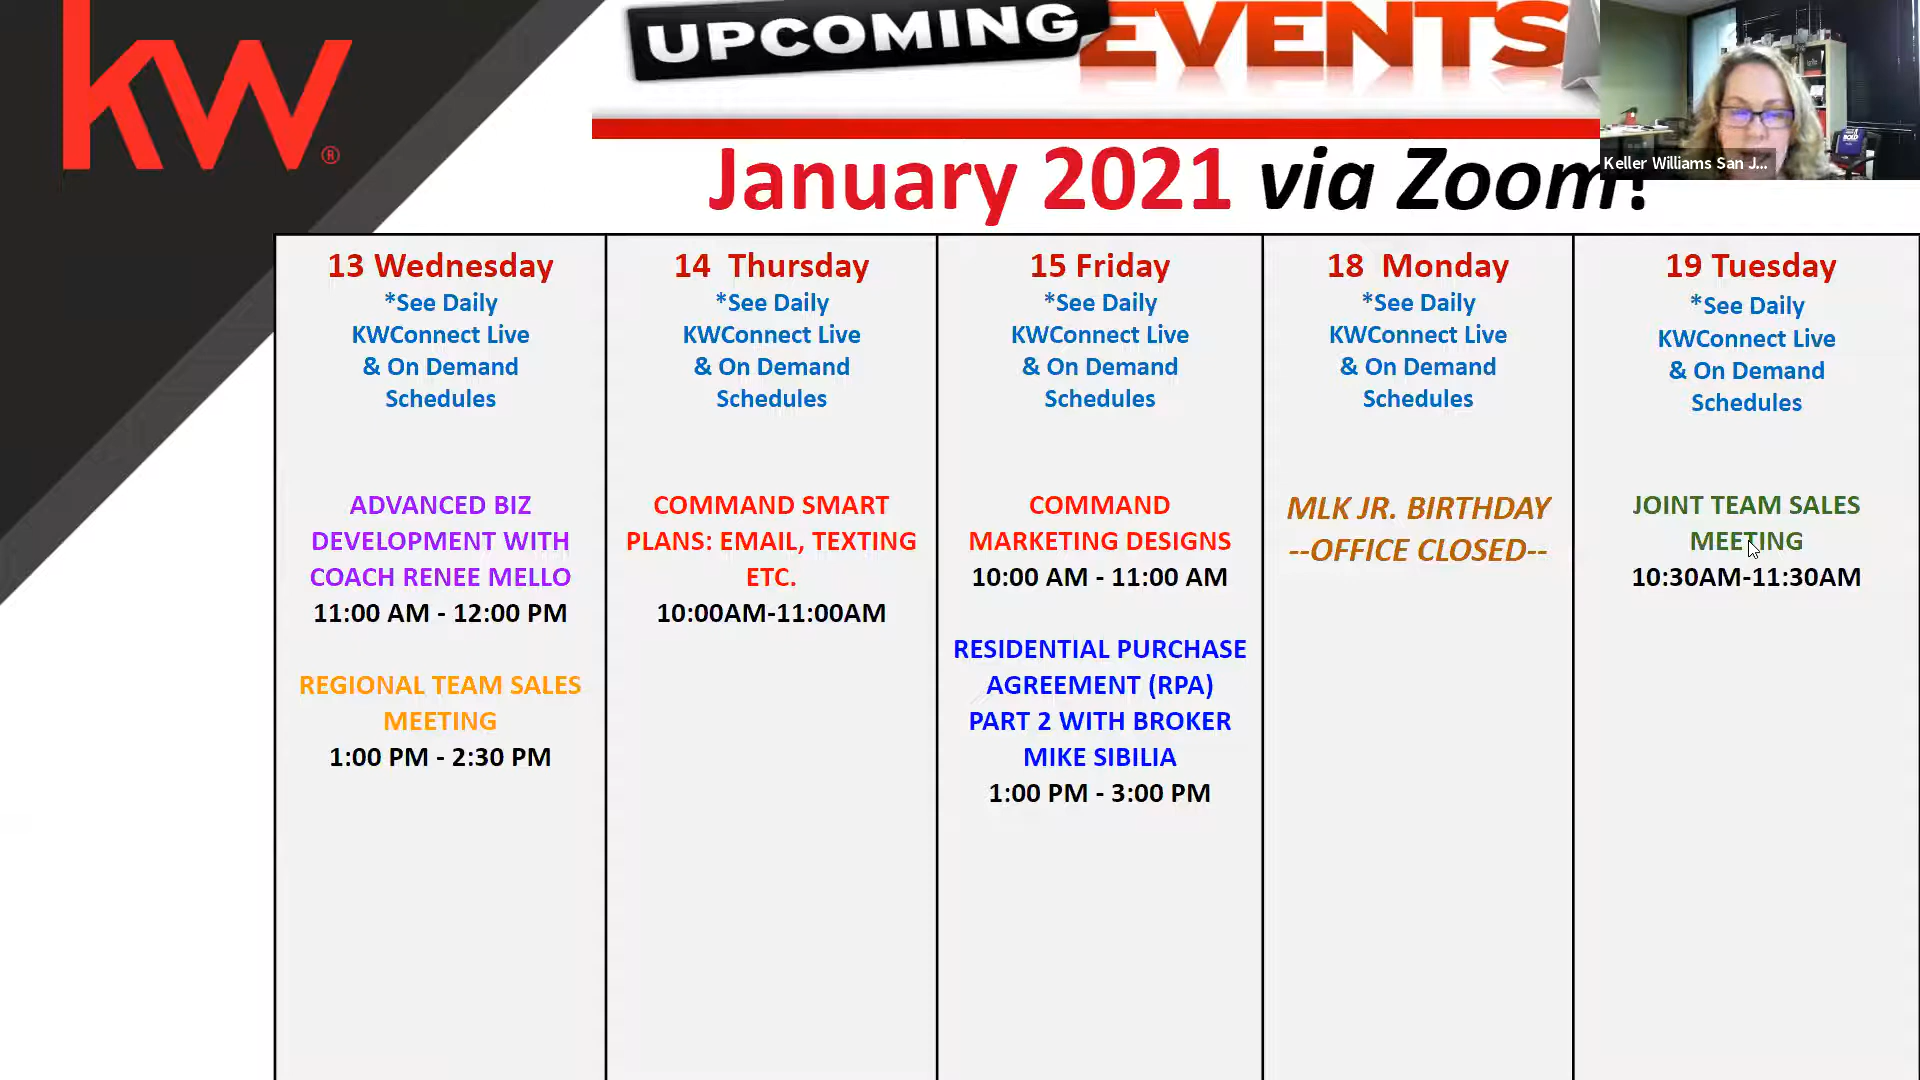 kw®
UPCOMING EVENTS
January 2021 via Zoom!
Keller Williams San J...
13 Wednesday
*See Daily
KWConnect Live
& On Demand
Schedules
ADVANCED BIZ
DEVELOPMENT WITH
COACH RENEE MELLO
11:00 AM - 12:00 PM
REGIONAL TEAM SALES
MEETING
1:00 PM - 2:30 PM
14 Thursday
*See Daily
KWConnect Live
& On Demand
Schedules
COMMAND SMART
PLANS: EMAIL, TEXTING
ETC.
10:00AM-11:00AM
15 Friday
*See Daily
KWConnect Live
& On Demand
Schedules
COMMAND
MARKETING DESIGNS
10:00 AM - 11:00 AM
RESIDENTIAL PURCHASE
AGREEMENT (RPA)
PART 2 WITH BROKER
MIKE SIBILIA
1:00 PM - 3:00 PM
18 Monday
*See Daily
KWConnect Live
& On Demand
Schedules
MLK JR. BIRTHDAY
--OFFICE CLOSED--
19 Tuesday
*See Daily
KWConnect Live
& On Demand
Schedules
JOINT TEAM SALES
MEETING
10:30AM-11:30AM